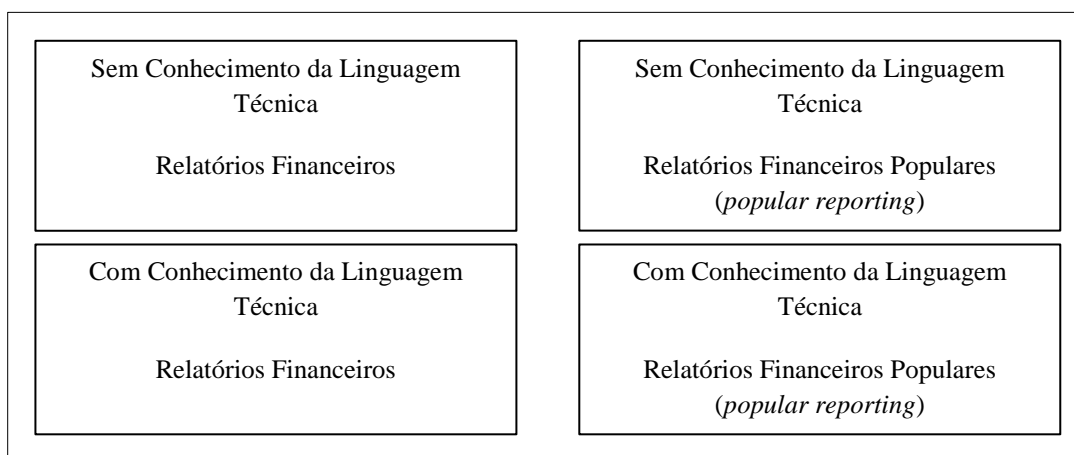 Sem Conhecimento da Linguagem
Técnica
Relatórios Financeiros
Sem Conhecimento da Linguagem
Técnica
Relatórios Financeiros Populares
(popular reporting)
Com Conhecimento da Linguagem
Técnica
Relatórios Financeiros
Com Conhecimento da Linguagem
Técnica
Relatórios Financeiros Populares
(popular reporting)